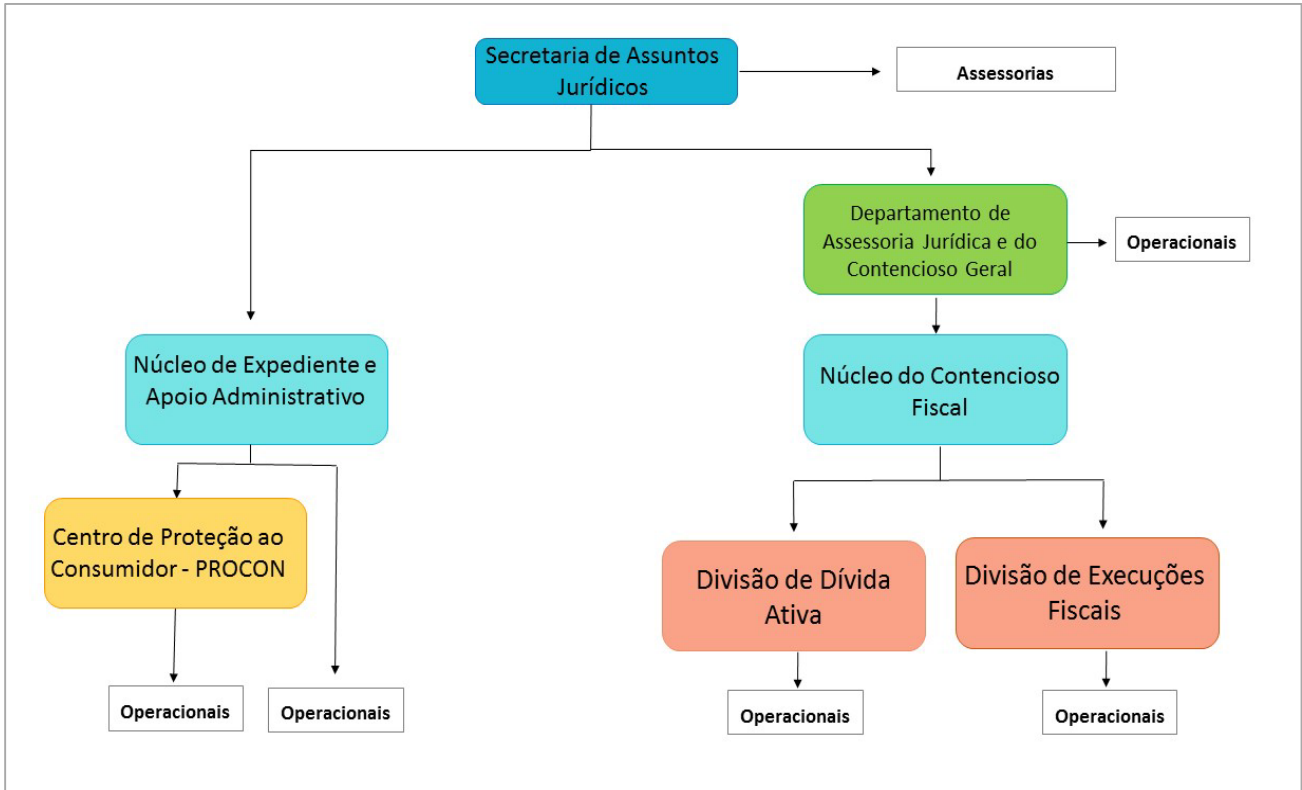 Secretaria de Assuntos
Jurídicos
Assessorias
Departamento de
Assessoria Jurídica e do
Contencioso Geral
Operacionais
Núcleo de Expediente e
Apoio Administrativo
Núcleo do Contencioso
Fiscal
Centro de Proteção ao
Consumidor - PROCON
Divisão de Dívida
Ativa
Divisão de Execuções
Fiscais
Operacionais
Operacionais
Operacionais
Operacionais